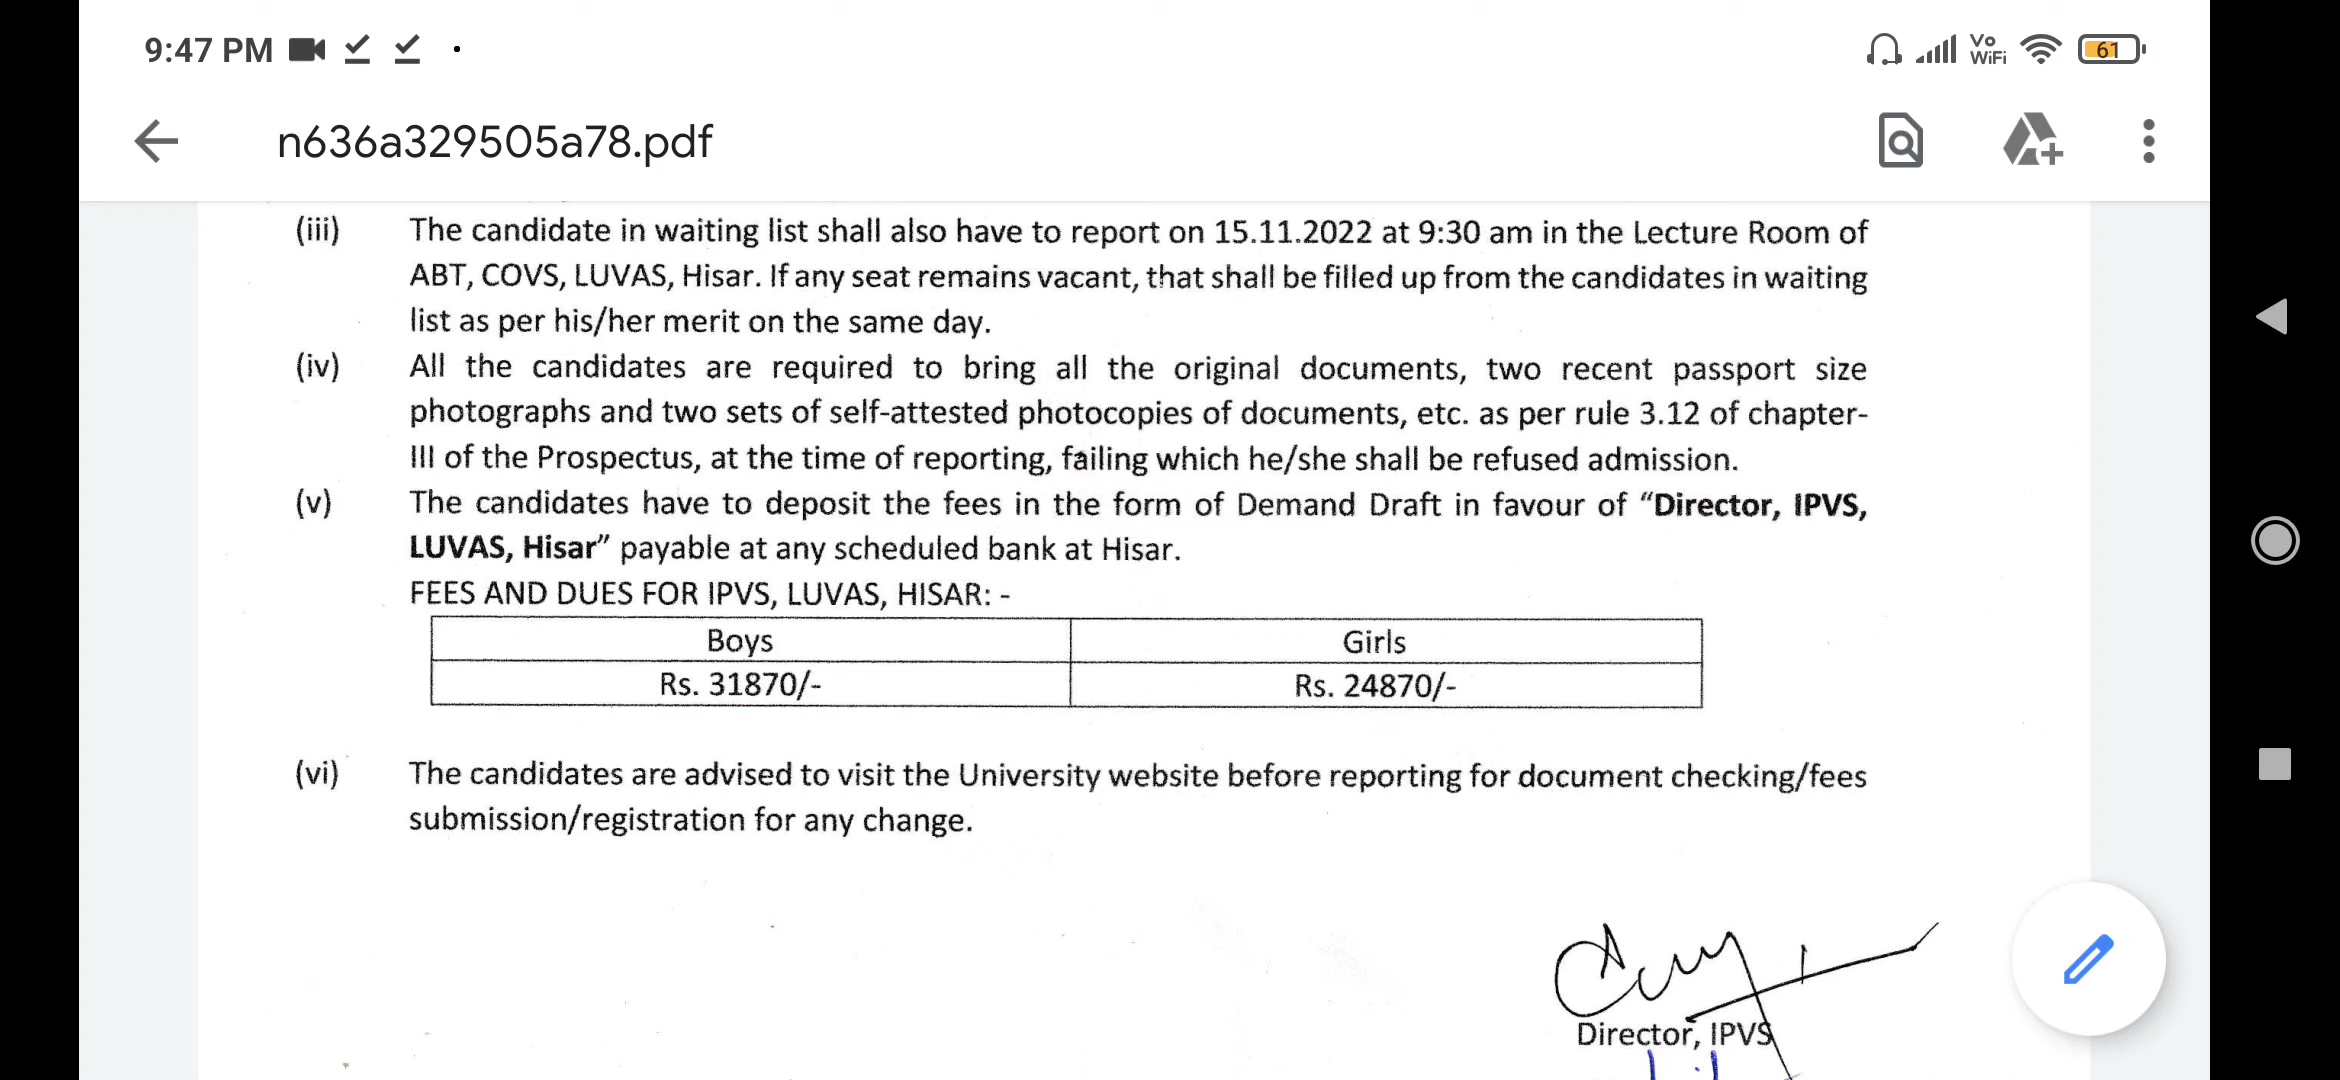 9:47 PM
Vo
WiFi
61
n636a329505a78.pdf
(iii) The candidate in waiting list shall also have to report on 15.11.2022 at 9:30 am in the Lecture Room of
ABT, COVS, LUVAS, Hisar. If any seat remains vacant, that shall be filled up from the candidates in waiting
list as per his/her merit on the same day.
(iv) All the candidates are required to bring all the original documents, two recent passport size
photographs and two sets of self-attested photocopies of documents, etc. as per rule 3.12 of chapter-
III of the Prospectus, at the time of reporting, failing which he/she shall be refused admission.
(v) The candidates have to deposit the fees in the form of Demand Draft in favour of “Director, IPVS,
LUVAS, Hisar” payable at any scheduled bank at Hisar.
FEES AND DUES FOR IPVS, LUVAS, HISAR: -
Boys Girls
Rs. 31870/- Rs. 24870/-
(vi) The candidates are advised to visit the University website before reporting for document checking/fees
submission/registration for any change.
Director, IPVS